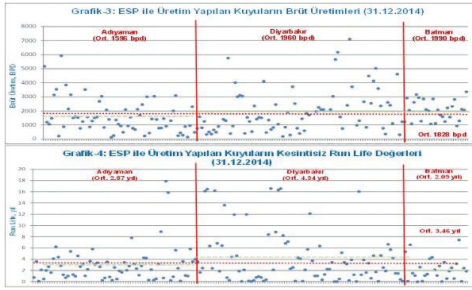 Grafik-3: ESP ile Üretim Yapılan Kuyuların Brüt Üretimleri (31.12.2014)
Adıyaman
(Ort. 1596 bpd)
Diyarbakır
(Ort. 1960 bpd)
Batman
(Ort. 1990 bpd)
8000
7000
6000
5000
4000
3000
2000
1000
0
Brüt Üretim, BPD
Ort. 1828 bpd
Grafik-4: ESP ile Üretim Yapılan Kuyuların Kesintisiz Run Life Değerleri
(31.12.2014)
Adıyaman
(Ort. 2.87 yıl)
Diyarbakır
(Ort. 4.34 yıl)
Batman
(Ort. 2.09 yıl)
20
18
16
14
12
10
8
6
4
2
0
Run Life, yıl
Ort. 3.46 yıl